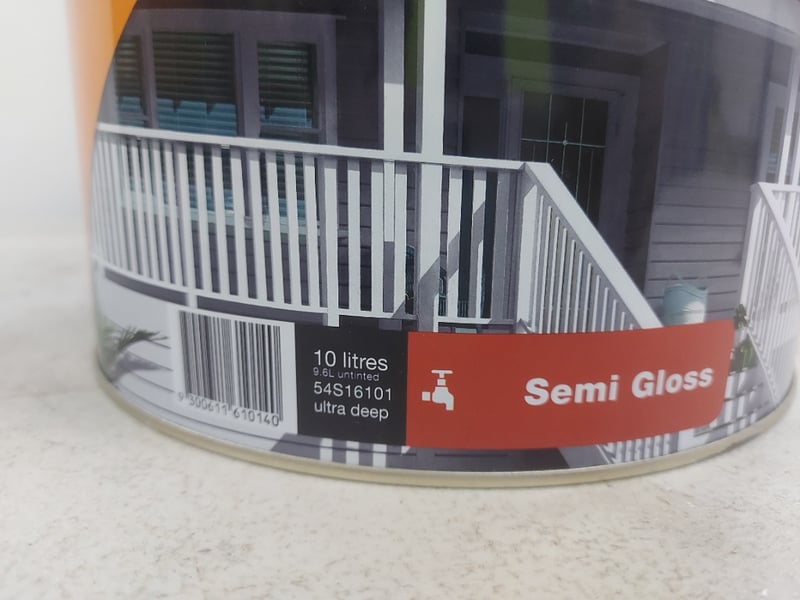 9 300611 610140
10 litres
9.6L untinted
54S16101
ultra deep
Semi Gloss